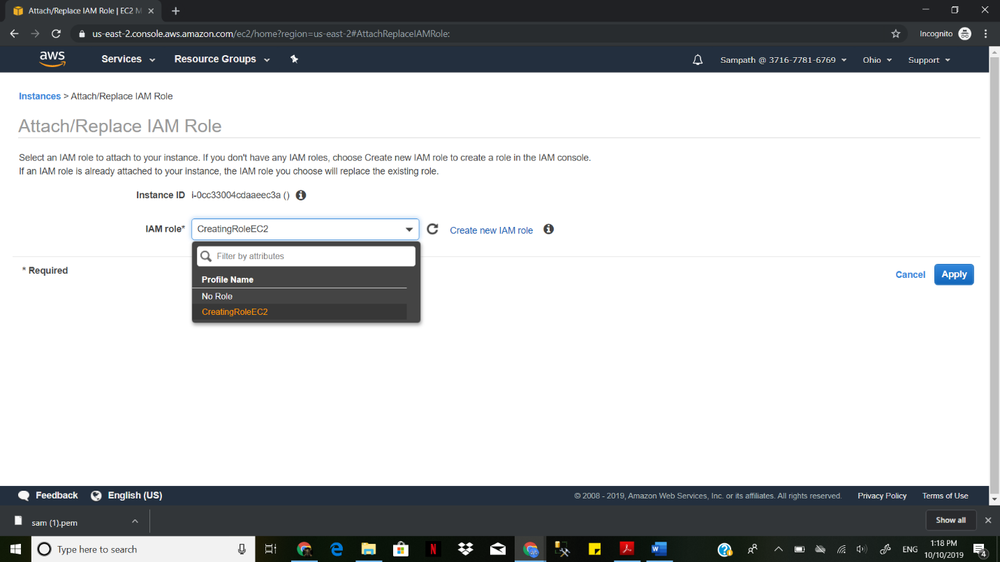 Attach/Replace IAM Role | EC2 M
us-east-2.console.aws.amazon.com/ec2/home?region=us-east-2#AttachReplaceIAMRole:
Incognito
aws
Services
Resource Groups
Sampath @ 3716-7781-6769
Ohio
Support
Instances > Attach/Replace IAM Role
Attach/Replace IAM Role
Select an IAM role to attach to your instance. If you don't have any IAM roles, choose Create new IAM role to create a role in the IAM console.
If an IAM role is already attached to your instance, the IAM role you choose will replace the existing role.
Instance ID i-0cc33004cdaaeec3a ()
IAM role* CreatingRoleEC2
Create new IAM role
Filter by attributes
Profile Name
No Role
CreatingRoleEC2
* Required
Cancel
Apply
Feedback
English (US)
© 2008 - 2019, Amazon Web Services, Inc. or its affiliates. All rights reserved.
Privacy Policy
Terms of Use
sam (1).pem
Show all
Type here to search
ENG
1:18 PM
10/10/2019
4